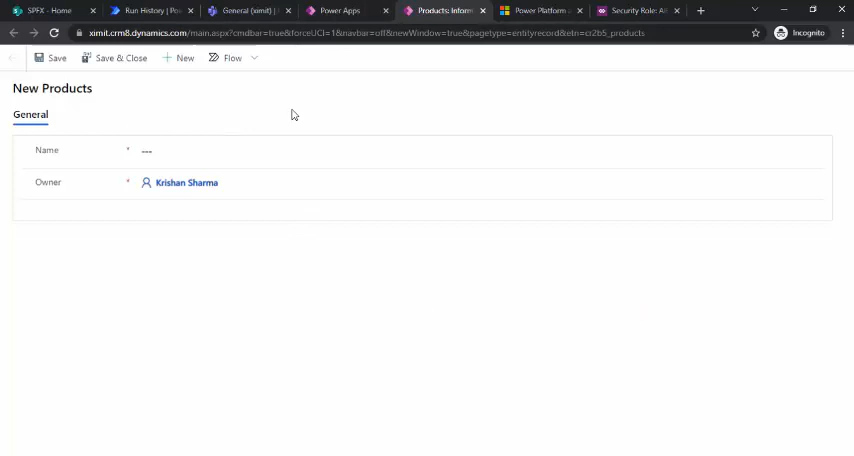 SPFX - Home
Run History | Pow
General (ximit) | 
Power Apps
Products: Inform
Power Platform a
Security Role: Al
ximit.crm8.dynamics.com/main.aspx?cmdbar=true&forceUCI=1&navbar=off&newWindow=true&pagetype=entityrecord&etn=cr2b5_products
Incognito
Save
Save & Close
New
Flow
New Products
General
Name * ---
Owner * Krishan Sharma